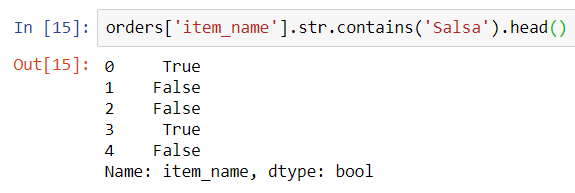 In [15]: orders['item_name'].str.contains('Salsa').head()
Out[15]: 0 True
1 False
2 False
3 True
4 False
Name: item_name, dtype: bool